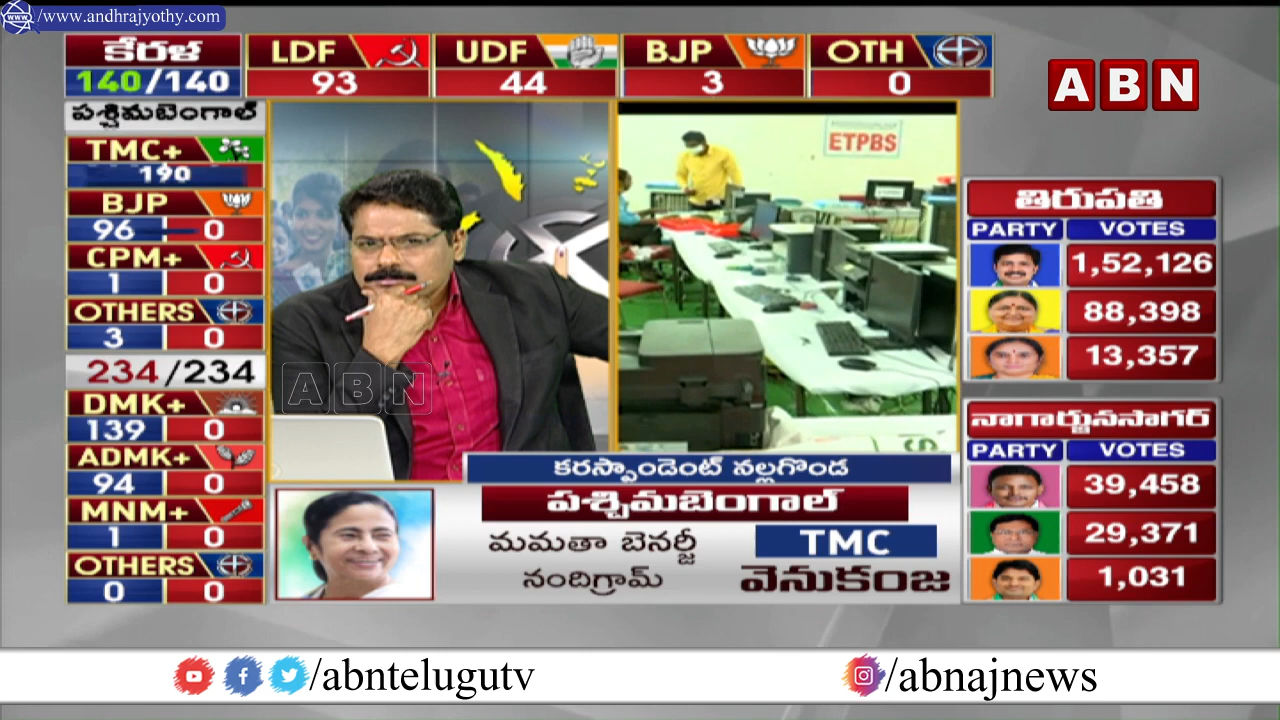 /www.andhrajyothy.com
కేరళ
140/140
LDF
93
UDF
44
BJP
3
OTH
0
ABN
పశ్చిమబెంగాల్
TMC+
190
BJP
96 0
CPM+
1 0
OTHERS
3 0
234/234
DMK+
139 0
ADMK+
94 0
MNM+
1 0
OTHERS
0 0
ETPBS
ABN
తిరుపతి
PARTY VOTES
1,52,126
88,398
13,357
నాగార్జునసాగర్
PARTY VOTES
39,458
29,371
1,031
కరస్పాండెంట్ నల్లగొండ
పశ్చిమబెంగాల్
మమతా బెనర్జీ
TMC
నందిగ్రామ్
వెనుకంజ
/abntelugutv
/abnajnews